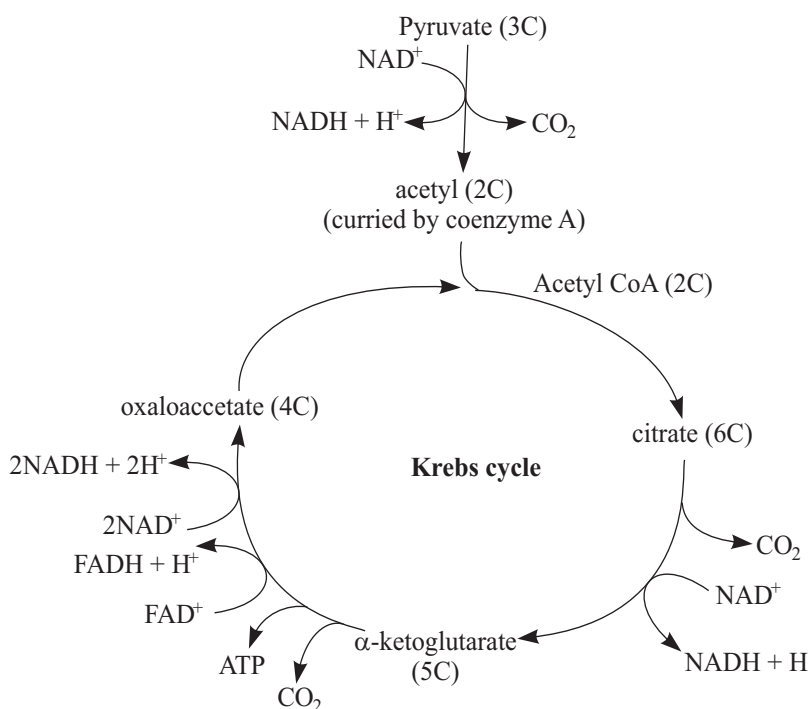 Pyruvate (3C)
NAD⁺
NADH + H⁺
CO₂
acetyl (2C)
(curried by coenzyme A)
Acetyl CoA (2C)
oxaloaccetate (4C)
citrate (6C)
Krebs cycle
2NADH + 2H⁺
2NAD⁺
FADH + H⁺
FAD⁺
ATP
CO₂
α-ketoglutarate
(5C)
CO₂
NAD⁺
NADH + H